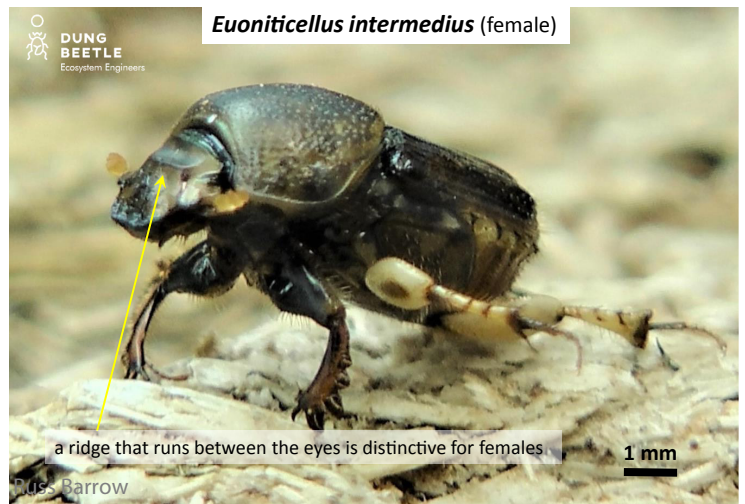 Euoniticellus intermedius (female)
DUNG
BEETLE
Ecosystem Engineers
a ridge that runs between the eyes is distinctive for females
1 mm
Russ Barrow